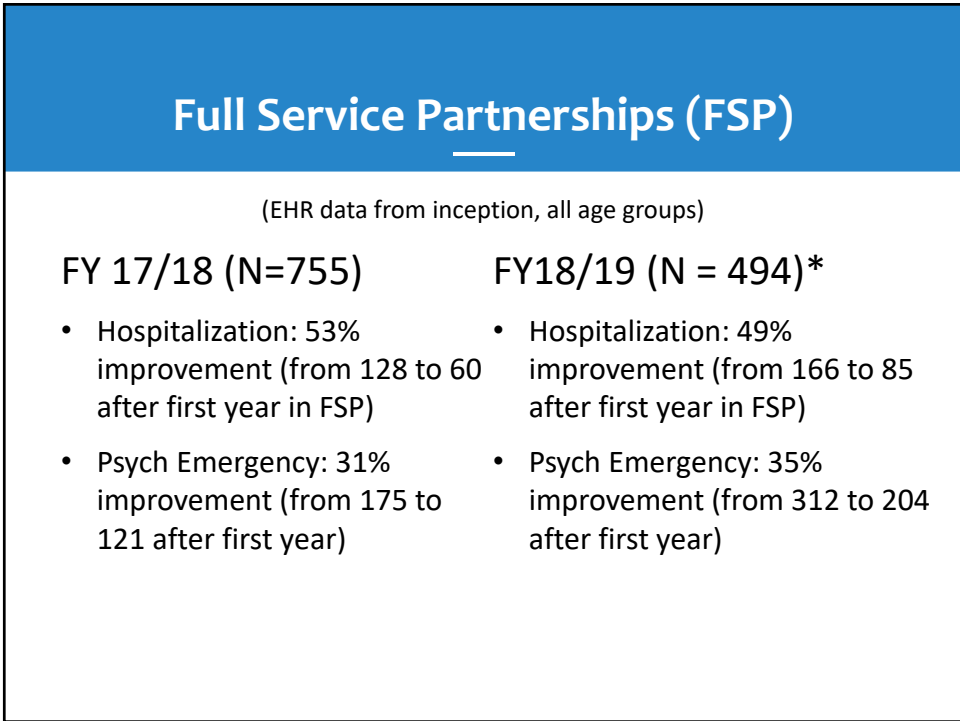 Full Service Partnerships (FSP)
(EHR data from inception, all age groups)
FY 17/18 (N=755)
• Hospitalization: 53%
improvement (from 128 to 60
after first year in FSP)
• Psych Emergency: 31%
improvement (from 175 to
121 after first year)
FY18/19 (N = 494)*
• Hospitalization: 49%
improvement (from 166 to 85
after first year in FSP)
• Psych Emergency: 35%
improvement (from 312 to 204
after first year)